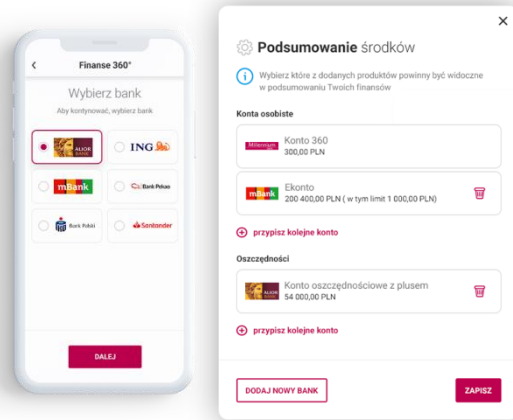 Finanse 360°
Wybierz bank
Aby kontynować, wybierz bank
ALIOR BANK
ING
mBank
Bank Pekao
Bank Polski
Santander
DALEJ
Podsumowanie środków
Wybierz które z dodanych produktów powinny być widoczne
w podsumowaniu Twoich finansów
Konta osobiste
Millennium
Konto 360
300,00 PLN
mBank
Ekonto
200 400,00 PLN ( w tym limit 1 000,00 PLN)
przypisz kolejne konto
Oszczędności
ALIOR BANK
Konto oszczędnościowe z plusem
54 000,00 PLN
przypisz kolejne konto
DODAJ NOWY BANK
ZAPISZ